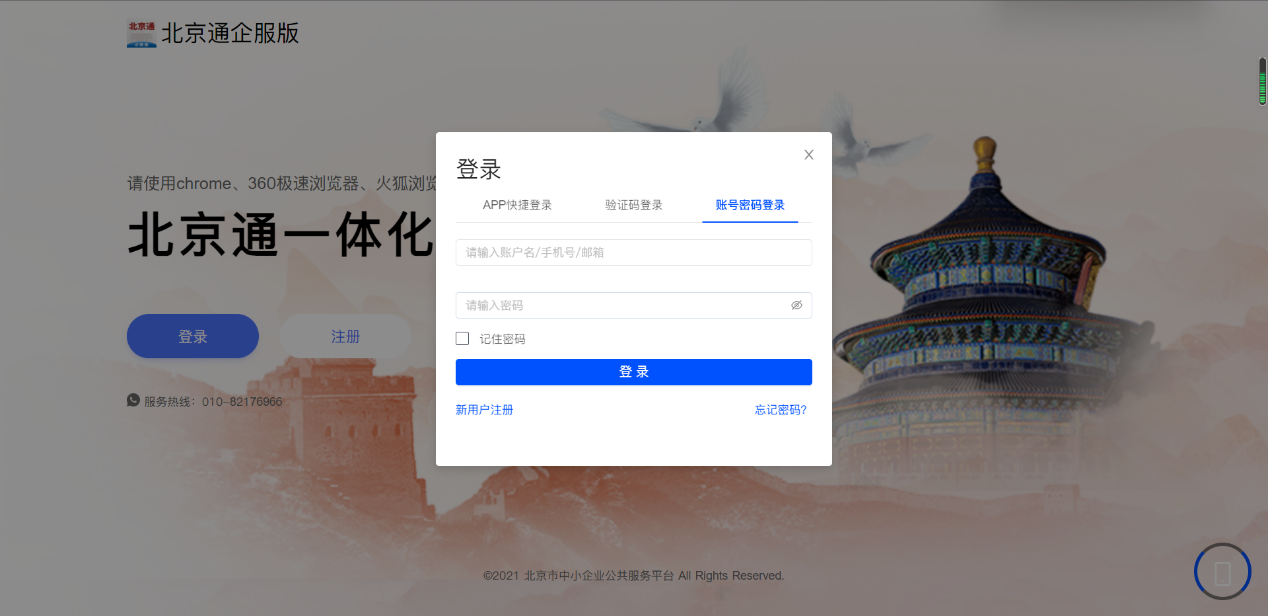 北京通
北京通企服版
请使用chrome、360极速浏览器、火狐浏览
北京通一体化
登录
注册
服务热线：010-82176966
登录
APP快捷登录
验证码登录
账号密码登录
请输入账户名/手机号/邮箱
请输入密码
记住密码
登 录
新用户注册
忘记密码?
©2021 北京市中小企业公共服务平台 All Rights Reserved.